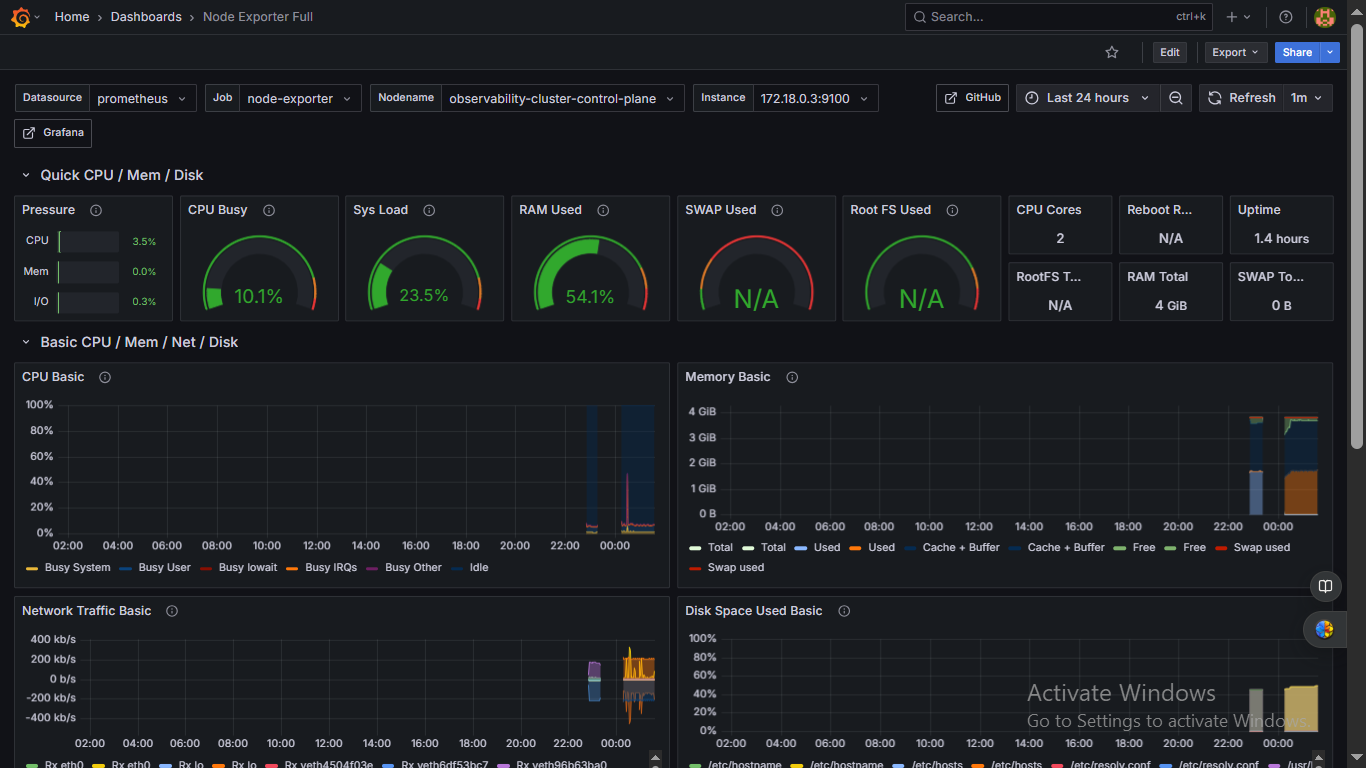 Home › Dashboards › Node Exporter Full
Search... ctrl+k
Edit Export Share
Datasource prometheus Job node-exporter Nodename observability-cluster-control-plane Instance 172.18.0.3:9100 GitHub Last 24 hours Refresh 1m
Grafana
Quick CPU / Mem / Disk
Pressure
CPU 3.5%
Mem 0.0%
I/O 0.3%
CPU Busy
10.1%
Sys Load
23.5%
RAM Used
54.1%
SWAP Used
N/A
Root FS Used
N/A
CPU Cores
2
Reboot R...
N/A
Uptime
1.4 hours
RootFS T...
N/A
RAM Total
4 GiB
SWAP To...
0 B
Basic CPU / Mem / Net / Disk
CPU Basic
100%
80%
60%
40%
20%
0%
02:00 04:00 06:00 08:00 10:00 12:00 14:00 16:00 18:00 20:00 22:00 00:00
Busy System Busy User Busy Iowait Busy IRQs Busy Other Idle
Memory Basic
4 GiB
3 GiB
2 GiB
1 GiB
0 B
02:00 04:00 06:00 08:00 10:00 12:00 14:00 16:00 18:00 20:00 22:00 00:00
Total Total Used Used Cache + Buffer Cache + Buffer Free Free Swap used
Swap used
Network Traffic Basic
400 kb/s
200 kb/s
0 b/s
-200 kb/s
-400 kb/s
02:00 04:00 06:00 08:00 10:00 12:00 14:00 16:00 18:00 20:00 22:00 00:00
Rx eth0 Rx eth0 Rx lo Rx lo Rx veth4504f03e Rx veth6df53bc7 Rx veth96b63ba0
Disk Space Used Basic
100%
80%
60%
40%
20%
0%
02:00 04:00 06:00 08:00 10:00 12:00 14:00 16:00 18:00 20:00 22:00 00:00
/etc/hostname /etc/hostname /etc/hosts /etc/hosts /etc/resolv.conf /etc/resolv.conf
Activate Windows
Go to Settings to activate Windows.